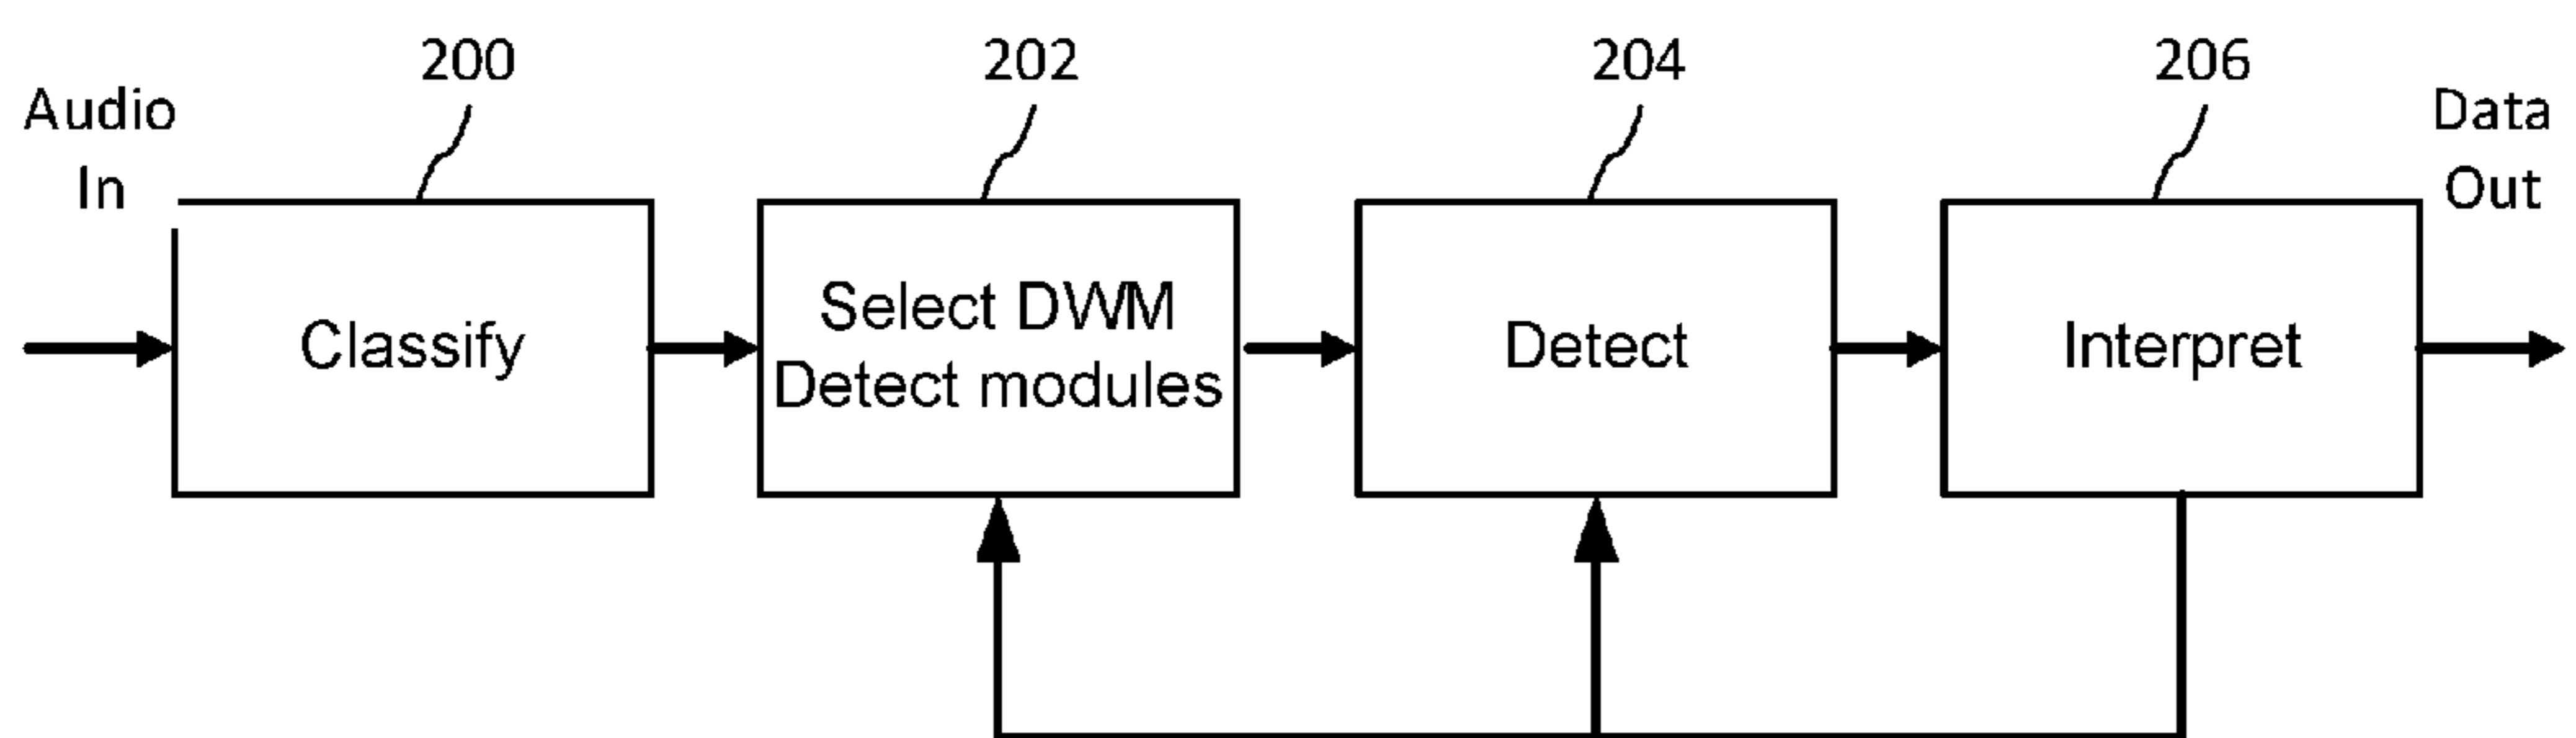 200
202
204
206
Audio
In
Data
Out
Classify
Select DWM
Detect modules
Detect
Interpret